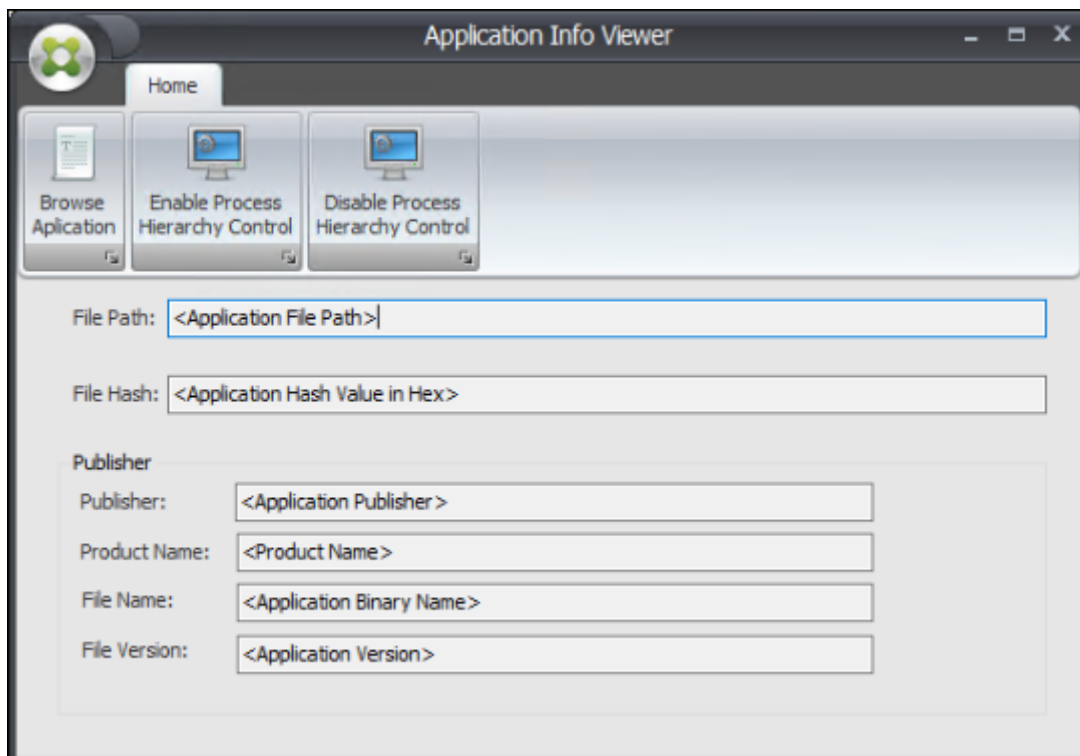 Application Info Viewer
Home
Browse
Aplication
Enable Process
Hierarchy Control
Disable Process
Hierarchy Control
File Path: <Application File Path>
File Hash: <Application Hash Value in Hex>
Publisher
Publisher: <Application Publisher>
Product Name: <Product Name>
File Name: <Application Binary Name>
File Version: <Application Version>